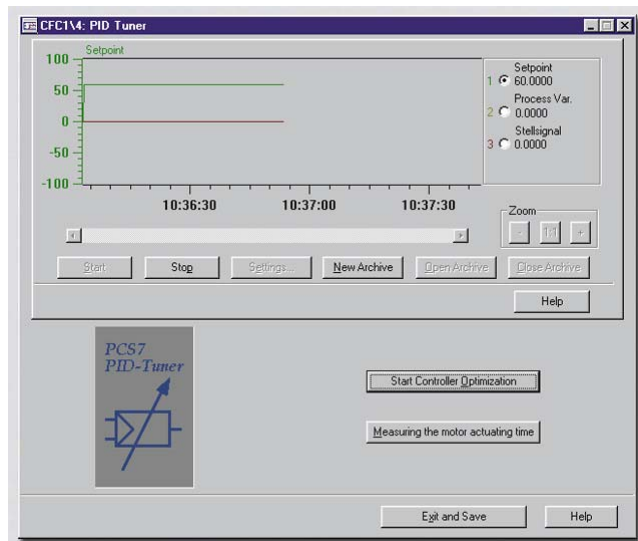 CFC1\4: PID Tuner
Setpoint
100
50
0
-50
-100
10:36:30 10:37:00 10:37:30
Setpoint
1 60.0000
Process Var.
2 0.0000
Stellsignal
3 0.0000
Zoom
- 1:1 +
Start Stop Settings... New Archive Open Archive Close Archive
Help
PCS7
PID-Tuner
Start Controller Optimization
Measuring the motor actuating time
Exit and Save Help